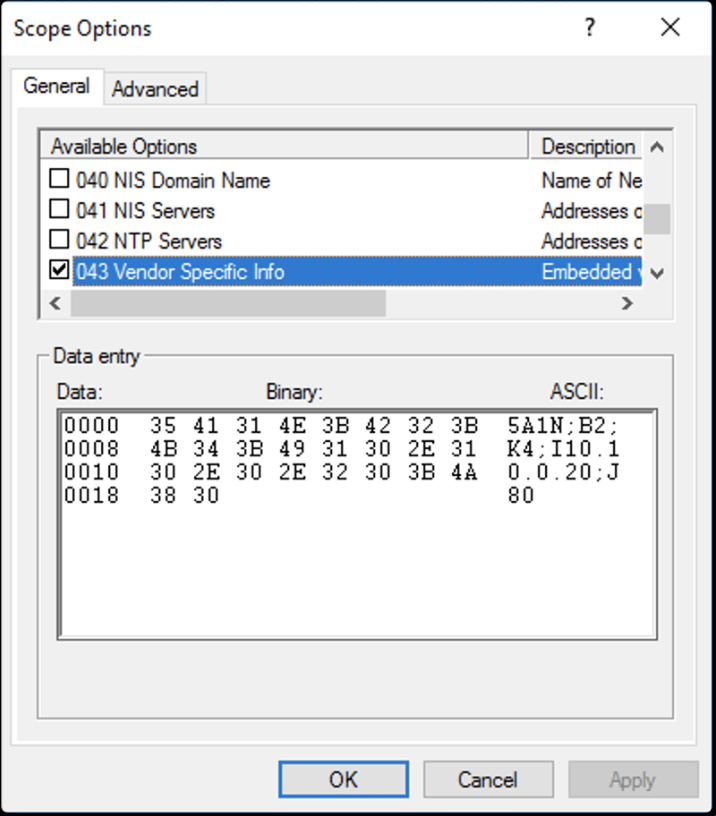 Scope Options ? X
General Advanced
Available Options Description
040 NIS Domain Name Name of Ne
041 NIS Servers Addresses o
042 NTP Servers Addresses o
043 Vendor Specific Info Embedded
Data entry
Data: Binary: ASCII:
0000 35 41 31 4E 3B 42 32 3B 5A1N;B2;
0008 4B 34 3B 49 31 30 2E 31 K4;I10.1
0010 30 2E 30 2E 32 30 3B 4A 0.0.20;J
0018 38 30 80
OK Cancel Apply